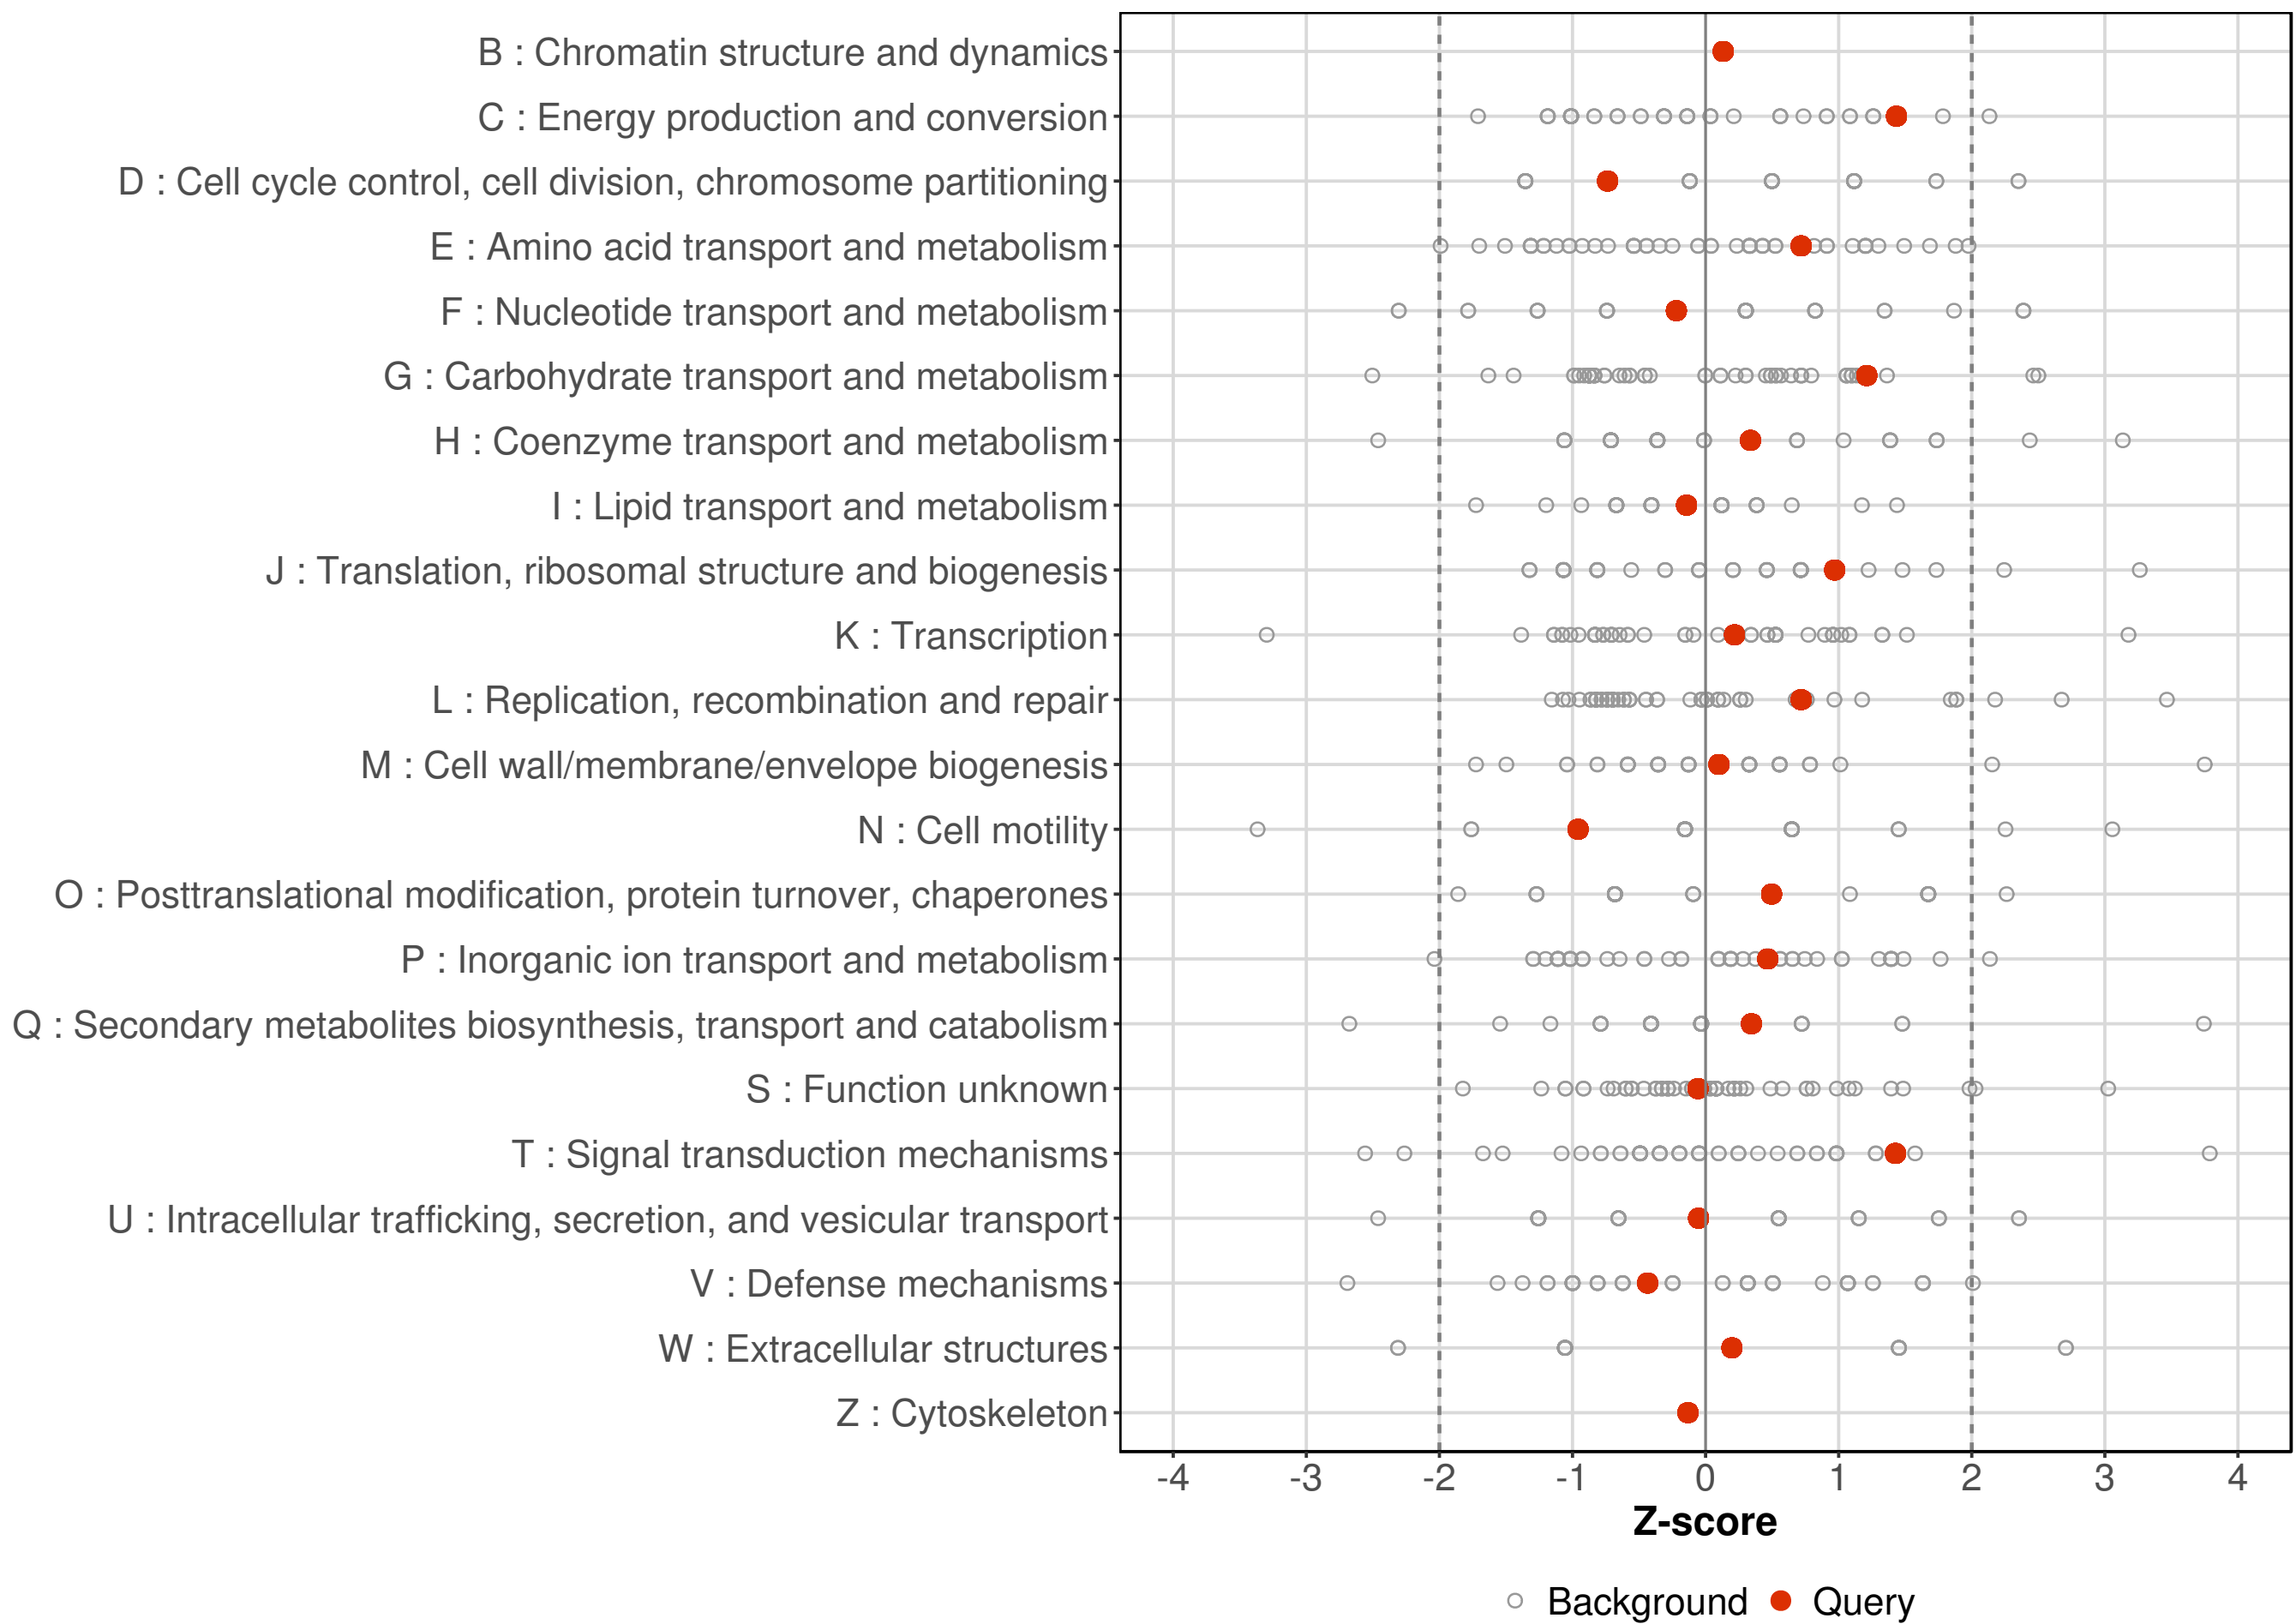 B : Chromatin structure and dynamics
C : Energy production and conversion
D : Cell cycle control, cell division, chromosome partitioning
E : Amino acid transport and metabolism
F : Nucleotide transport and metabolism
G : Carbohydrate transport and metabolism
H : Coenzyme transport and metabolism
I : Lipid transport and metabolism
J : Translation, ribosomal structure and biogenesis
K : Transcription
L : Replication, recombination and repair
M : Cell wall/membrane/envelope biogenesis
N : Cell motility
O : Posttranslational modification, protein turnover, chaperones
P : Inorganic ion transport and metabolism
Q : Secondary metabolites biosynthesis, transport and catabolism
S : Function unknown
T : Signal transduction mechanisms
U : Intracellular trafficking, secretion, and vesicular transport
V : Defense mechanisms
W : Extracellular structures
Z : Cytoskeleton
-4 -3 -2 -1 0 1 2 3 4
Z-score
Background Query